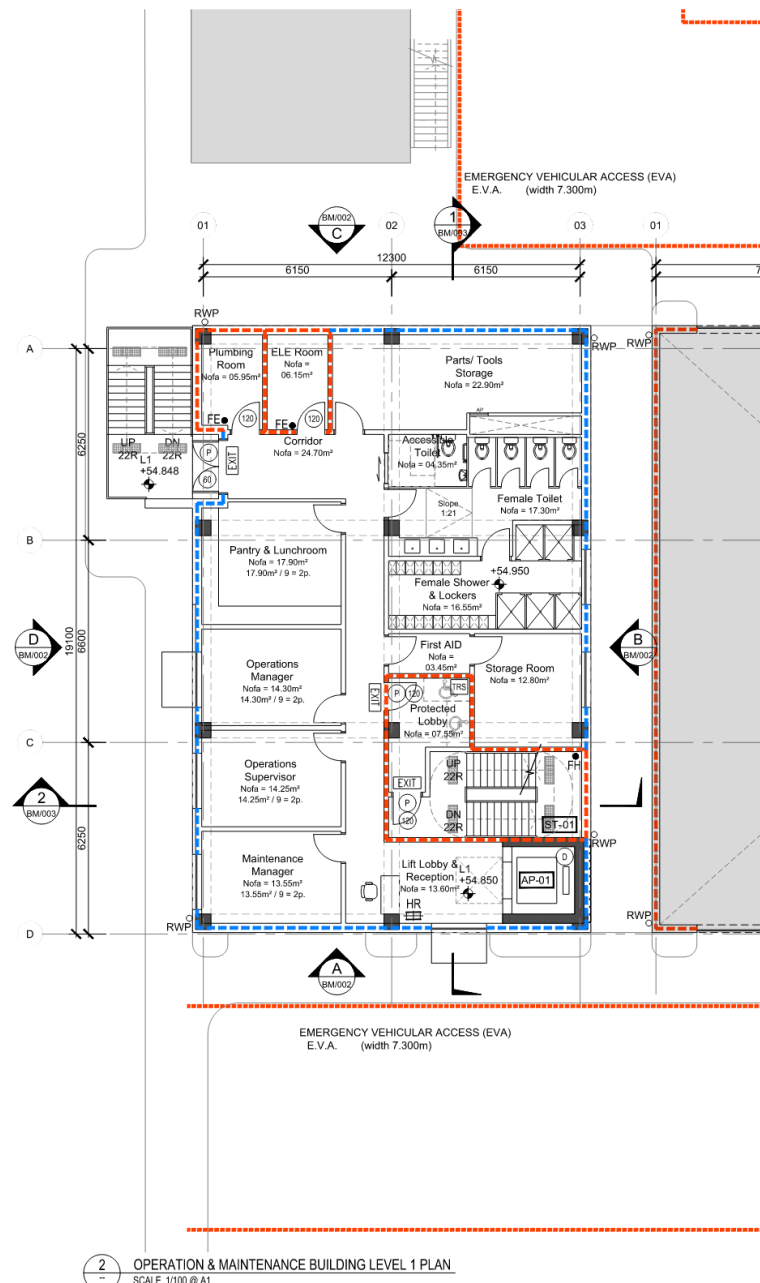 EMERGENCY VEHICULAR ACCESS (EVA)
E.V.A. (width 7.300m)
01
BM/002
C
02
1
BM/003
03
01
12300
6150
6150
7
RWP
RWP
RWP
A
Plumbing
Room
Nofa = 05.95m²
ELE Room
Nofa =
06.15m²
Parts/ Tools
Storage
Nofa = 22.90m²
FE
120
FE
120
AP
Corridor
Nofa = 24.70m²
Accessible
Toilet
Nofa = 04.35m²
UP
22R
DN
22R
L1
+54.848
P
60
EXIT
6250
Slope
1:21
Female Toilet
Nofa = 17.30m²
B
Pantry & Lunchroom
Nofa = 17.90m²
17.90m² / 9 = 2p.
+54.950
Female Shower
& Lockers
Nofa = 16.55m²
D
BM/002
19100
6600
B
BM/002
First AID
Nofa =
03.45m²
Storage Room
Nofa = 12.80m²
Operations
Manager
Nofa = 14.30m²
14.30m² / 9 = 2p.
EXIT
P
120
TRS
Protected
Lobby
Nofa = 07.55m²
C
Operations
Supervisor
Nofa = 14.25m²
14.25m² / 9 = 2p.
UP
22R
FH
EXIT
P
120
DN
22R
ST-01
2
BM/003
6250
RWP
Maintenance
Manager
Nofa = 13.55m²
13.55m² / 9 = 2p.
Lift Lobby &
Reception
Nofa = 13.60m²
L1
+54.850
D
AP-01
HR
RWP
RWP
D
A
BM/002
EMERGENCY VEHICULAR ACCESS (EVA)
E.V.A. (width 7.300m)
2
--
OPERATION & MAINTENANCE BUILDING LEVEL 1 PLAN
SCALE 1/100 @ A1